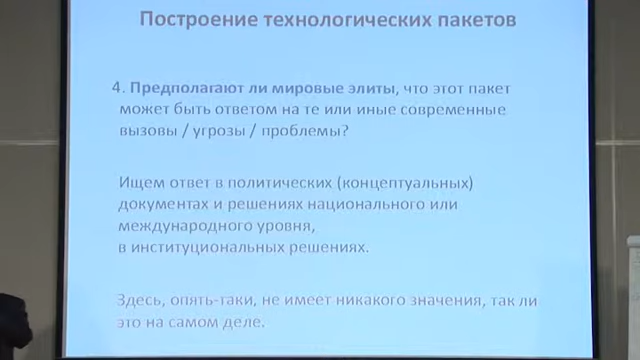 Построение технологических пакетов
4. Предполагают ли мировые элиты, что этот пакет
может быть ответом на те или иные современные
вызовы / угрозы / проблемы?
Ищем ответ в политических (концептуальных)
документах и решениях национального или
международного уровня,
в институциональных решениях.
Здесь, опять-таки, не имеет никакого значения, так ли
это на самом деле.